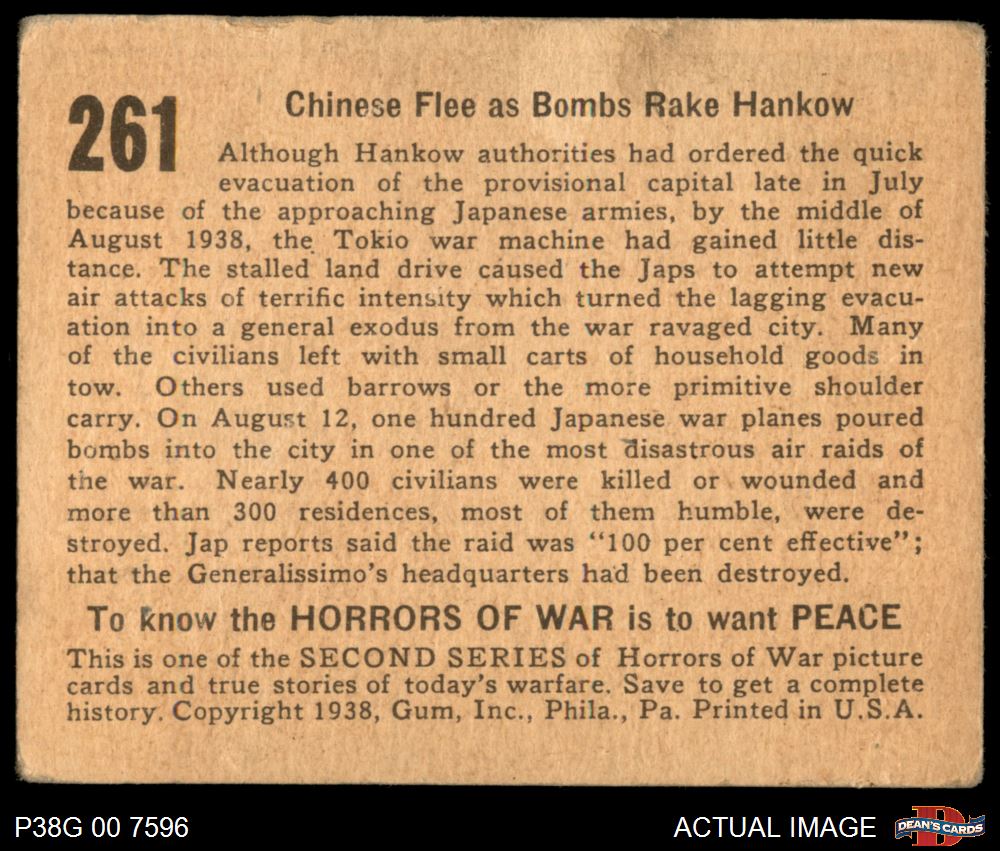 261
Chinese Flee as Bombs Rake Hankow
Although Hankow authorities had ordered the quick
evacuation of the provisional capital late in July
because of the approaching Japanese armies, by the middle of
August 1938, the Tokio war machine had gained little dis-
tance. The stalled land drive caused the Japs to attempt new
air attacks of terrific intensity which turned the lagging evacu-
ation into a general exodus from the war ravaged city. Many
of the civilians left with small carts of household goods in
tow. Others used barrows or the more primitive shoulder
carry. On August 12, one hundred Japanese war planes poured
bombs into the city in one of the most disastrous air raids of
the war. Nearly 400 civilians were killed or wounded and
more than 300 residences, most of them humble, were de-
stroyed. Jap reports said the raid was “100 per cent effective”;
that the Generalissimo's headquarters had been destroyed.
To know the HORRORS OF WAR is to want PEACE
This is one of the SECOND SERIES of Horrors of War picture
cards and true stories of today's warfare. Save to get a complete
history. Copyright 1938, Gum, Inc., Phila., Pa. Printed in U.S.A.
P38G 00 7596
ACTUAL IMAGE
D
DEAN'S CARDS